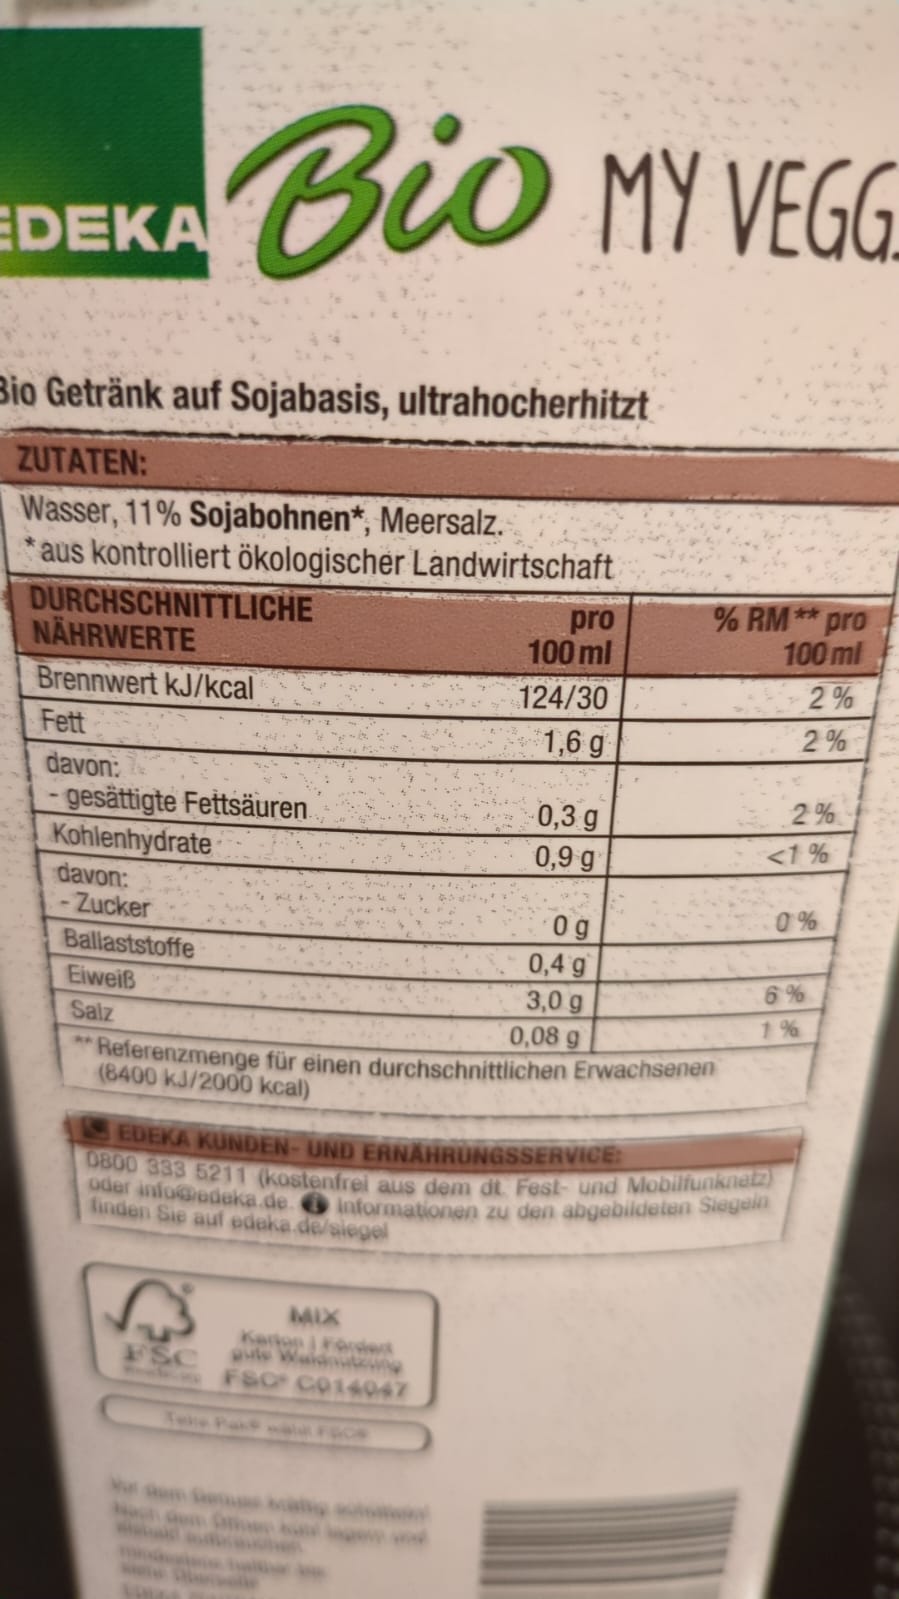 EDEKA Bio MY VEGG
Bio Getränk auf Sojabasis, ultrahocherhitzt
ZUTATEN:
Wasser, 11% Sojabohnen*, Meersalz.
*aus kontrolliert ökologischer Landwirtschaft
DURCHSCHNITTLICHE NÄHRWERTE pro 100 ml % RM** pro 100 ml
Brennwert kJ/kcal 124/30 2 %
Fett 1,6 g 2 %
davon:
- gesättigte Fettsäuren 0,3 g 2 %
Kohlenhydrate 0,9 g <1 %
davon:
- Zucker 0 g 0 %
Ballaststoffe 0,4 g
Eiweiß 3,0 g 6 %
Salz 0,08 g 1 %
**Referenzmenge für einen durchschnittlichen Erwachsenen
(8400 kJ/2000 kcal)
EDEKA KUNDEN- UND ERNÄHRUNGSSERVICE:
0800 333 5211 (kostenfrei aus dem dt. Fest- und Mobilfunknetz)
oder info@edeka.de. i Informationen zu den abgebildeten Siegeln
finden Sie auf edeka.de/siegel
MIX
Karton | Fördert
gute Waldnutzung
FSC
FSC® C014047